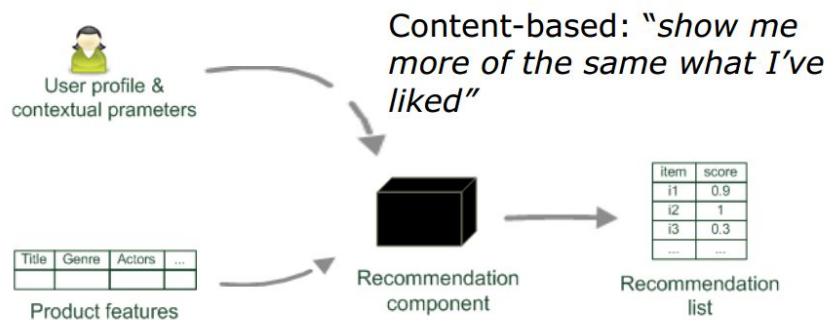 Content-based: “show me
more of the same what I’ve
liked”
User profile &
contextual prameters
item score
i1 0.9
i2 1
i3 0.3
... ...
Title Genre Actors ...
Recommendation
component
Recommendation
list
Product features